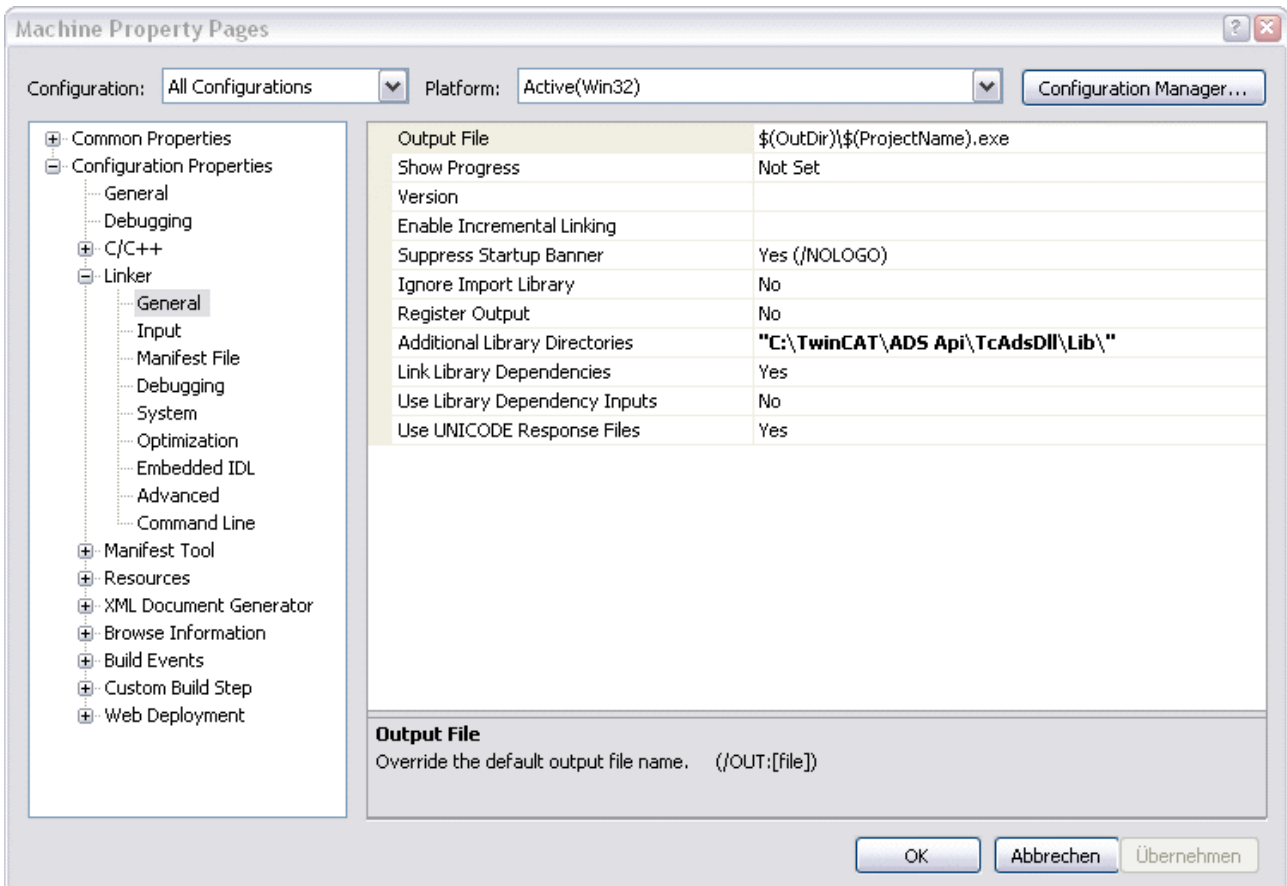 Machine Property Pages
Configuration: All Configurations Platform: Active(Win32) Configuration Manager...
Common Properties
Configuration Properties
General
Debugging
C/C++
Linker
General
Input
Manifest File
Debugging
System
Optimization
Embedded IDL
Advanced
Command Line
Manifest Tool
Resources
XML Document Generator
Browse Information
Build Events
Custom Build Step
Web Deployment
Output File $(OutDir)\$(ProjectName).exe
Show Progress Not Set
Version
Enable Incremental Linking
Suppress Startup Banner Yes (/NOLOGO)
Ignore Import Library No
Register Output No
Additional Library Directories "C:\TwinCAT\ADS Api\TcAdsDll\Lib\"
Link Library Dependencies Yes
Use Library Dependency Inputs No
Use UNICODE Response Files Yes
Output File
Override the default output file name. (/OUT:[file])
OK Abbrechen Übernehmen